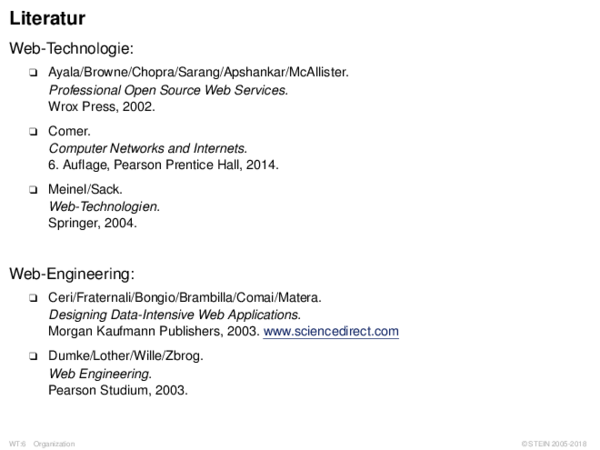 Literatur
Web-Technologie:
❑ Ayala/Browne/Chopra/Sarang/Apshankar/McAllister.
Professional Open Source Web Services.
Wrox Press, 2002.
❑ Comer.
Computer Networks and Internets.
6. Auflage, Pearson Prentice Hall, 2014.
❑ Meinel/Sack.
Web-Technologien.
Springer, 2004.
Web-Engineering:
❑ Ceri/Fraternali/Bongio/Brambilla/Comai/Matera.
Designing Data-Intensive Web Applications.
Morgan Kaufmann Publishers, 2003. www.sciencedirect.com
❑ Dumke/Lother/Wille/Zbrog.
Web Engineering.
Pearson Studium, 2003.
WT:6 Organization © STEIN 2005-2018